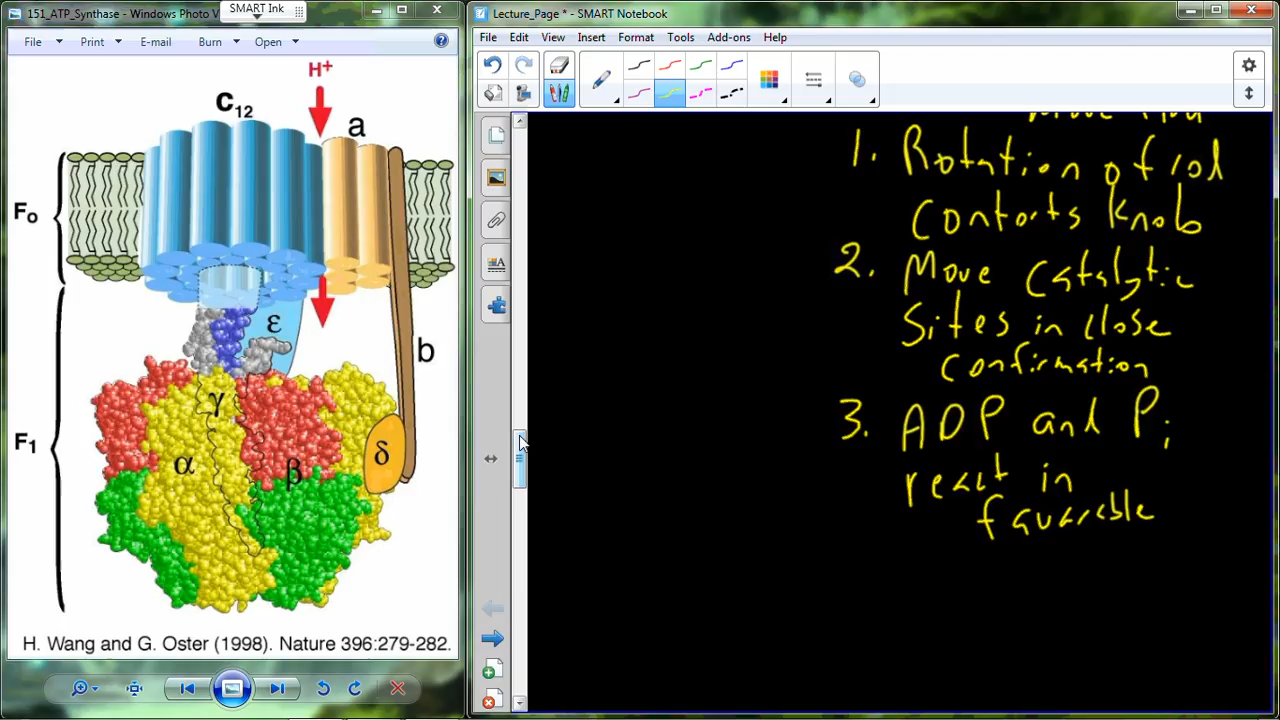 151_ATP_Synthase - Windows Photo V
SMART Ink
File Print E-mail Burn Open
H+
c12
a
Fo
ε
b
F1
γ
α
β
δ
H. Wang and G. Oster (1998). Nature 396:279-282.
Lecture_Page * - SMART Notebook
File Edit View Insert Format Tools Add-ons Help
1. Rotation of rod
contorts Knob
2. Move Catalytic
Sites in close
confirmation
3. ADP and Pi
react in
favorable